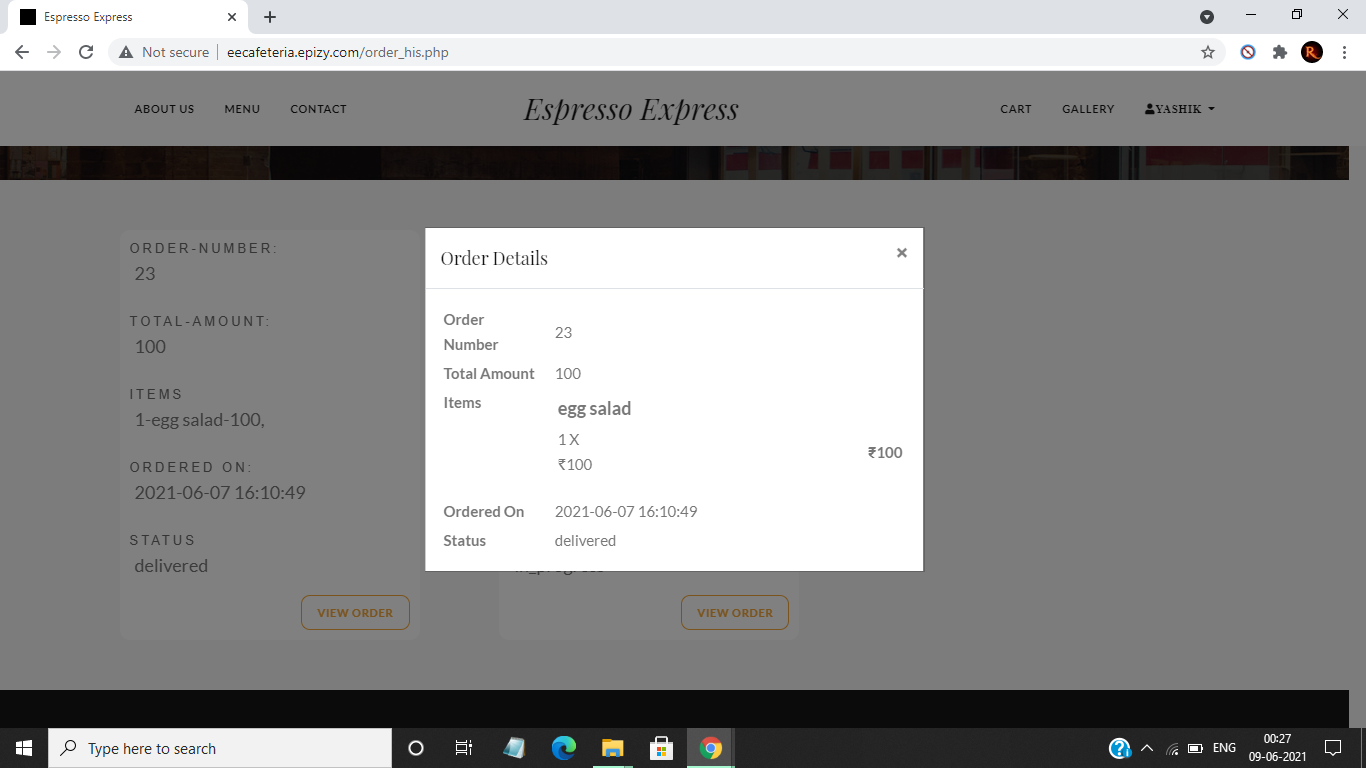 Espresso Express
Not secure
eecafeteria.epizy.com/order_his.php
R
ABOUT US
MENU
CONTACT
Espresso Express
CART
GALLERY
YASHIK
ORDER-NUMBER:
23
TOTAL-AMOUNT:
100
ITEMS
1-egg salad-100,
ORDERED ON:
2021-06-07 16:10:49
STATUS
delivered
VIEW ORDER
Order Details
×
Order
Number
23
Total Amount 100
Items
egg salad
1 X
₹100
₹100
Ordered On 2021-06-07 16:10:49
Status delivered
VIEW ORDER
Type here to search
ENG
00:27
09-06-2021